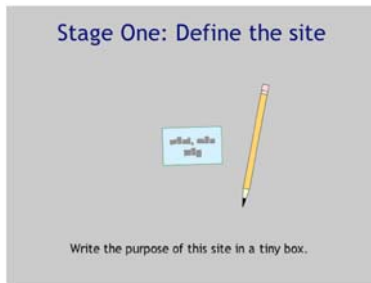 Stage One: Define the site
Write the purpose of this site in a tiny box.